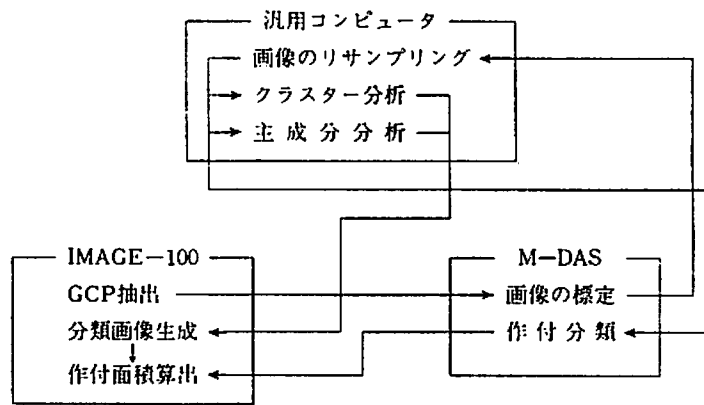 汎用コンピュータ
画像のリサンプリング
クラスター分析
主成分分析
IMAGE-100
GCP抽出
分類画像生成
作付面積算出
M-DAS
画像の標定
作付分類